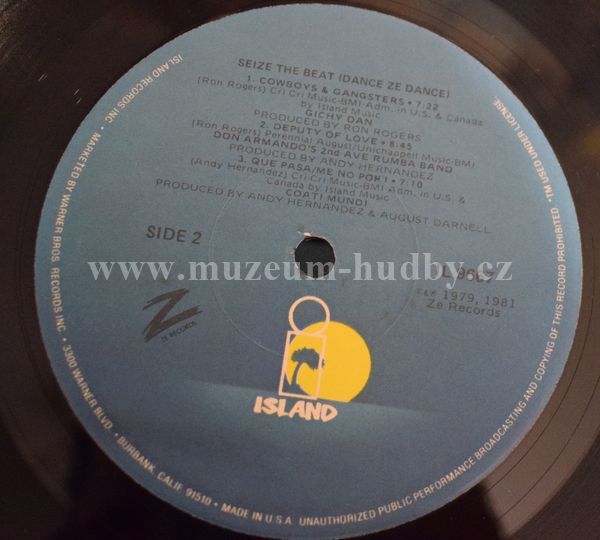 SEIZE THE BEAT (DANCE ZE DANCE)
1. COWBOYS & GANGSTERS • 7:22
(Ron Rogers) Cri Cri Music-BMI Adm. in U.S. & Canada
by Island Music
GICHY DAN
PRODUCED BY RON ROGERS
2. DEPUTY OF LOVE • 8:45
(Ron Rogers) Perennial August/Unichappell Music-BMI
DON ARMANDO'S 2nd AVE RUMBA BAND
PRODUCED BY ANDY HERNANDEZ
3. QUE PASA/ME NO POP I • 7:10
(Andy Hernandez) Cri Cri Music-BMI Adm. in U.S. &
Canada by Island Music
COATI MUNDI
PRODUCED BY ANDY HERNANDEZ & AUGUST DARNELL
SIDE 2
www.muzeum-hudby.cz
IL 9667
1979, 1981
Ze Records
Z
ZE RECORDS
ISLAND
ISLAND RECORDS INC. • MARKETED BY WARNER BROS. RECORDS INC. • 3300 WARNER BLVD. • BURBANK, CALIF. 91510 • MADE IN U.S.A. UNAUTHORIZED PUBLIC PERFORMANCE BROADCASTING AND COPYING OF THIS RECORD PROHIBITED. •TM USED UNDER LICENSE.